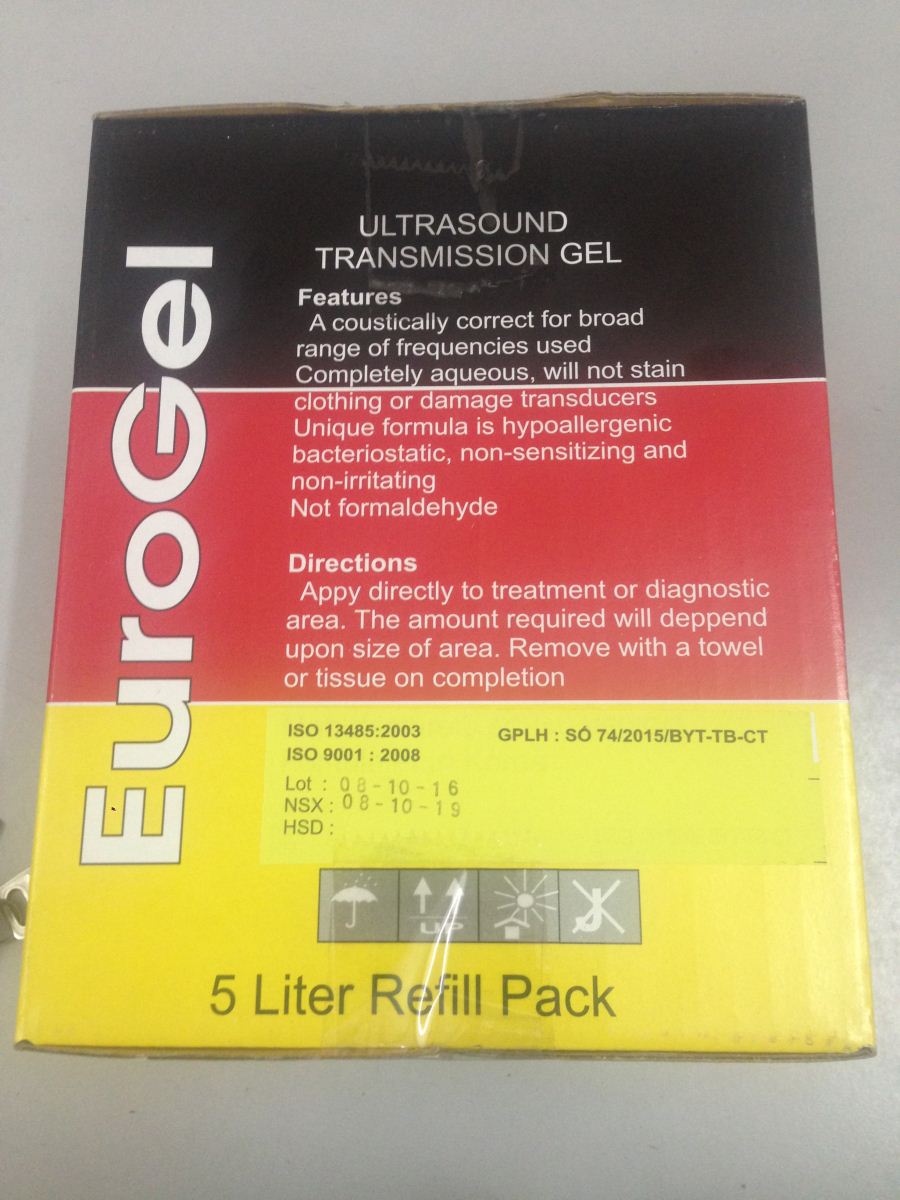 EuroGel
ULTRASOUND
TRANSMISSION GEL
Features
A coustically correct for broad
range of frequencies used
Completely aqueous, will not stain
clothing or damage transducers
Unique formula is hypoallergenic
bacteriostatic, non-sensitizing and
non-irritating
Not formaldehyde
Directions
Appy directly to treatment or diagnostic
area. The amount required will deppend
upon size of area. Remove with a towel
or tissue on completion
ISO 13485:2003
GPLH : SỐ 74/2015/BYT-TB-CT
ISO 9001 : 2008
Lot : 08-10-16
NSX : 08-10-19
HSD :
UP
5 Liter Refill Pack